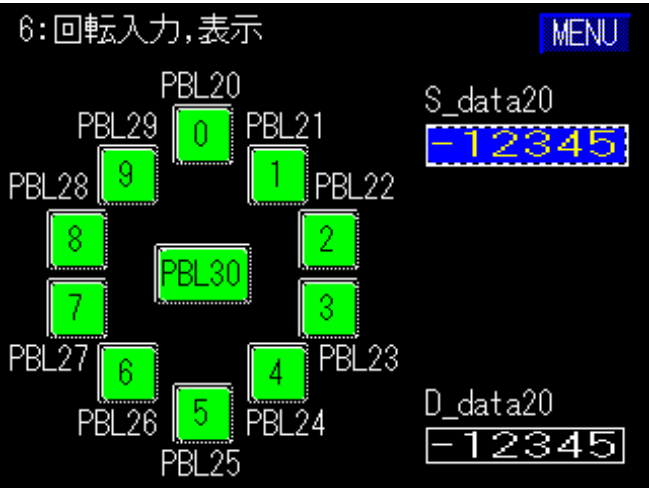 6:回転入力,表示
MENU
PBL20
S_data20
PBL29
0
PBL21
-12345
9
1
PBL28
PBL22
8
2
PBL30
7
3
PBL27
PBL23
6
4
PBL26
5
PBL24
D_data20
-12345
PBL25